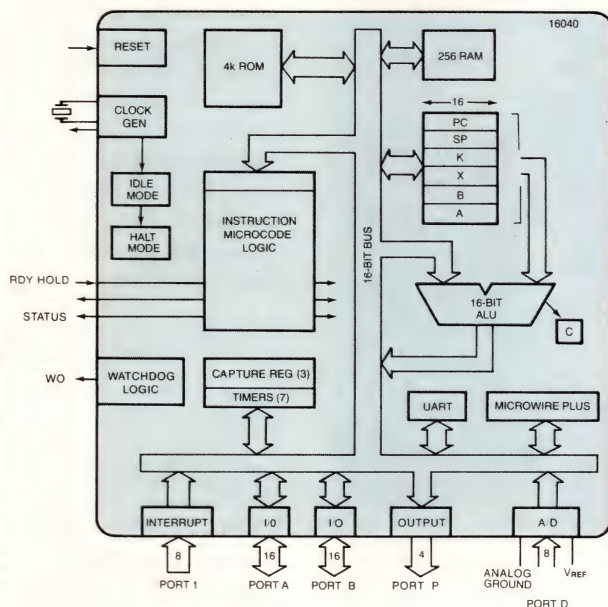 16040
RESET
4k ROM
256 RAM
CLOCK
GEN
16
PC
SP
K
X
B
A
IDLE
MODE
HALT
MODE
INSTRUCTION
MICROCODE
LOGIC
16-BIT BUS
RDY HOLD
STATUS
16-BIT
ALU
C
WO
WATCHDOG
LOGIC
CAPTURE REG (3)
TIMERS (7)
UART
MICROWIRE PLUS
INTERRUPT
I/0
I/O
OUTPUT
A/D
8
16
16
4
8
PORT 1
PORT A
PORT B
PORT P
ANALOG
GROUND
VREF
PORT D